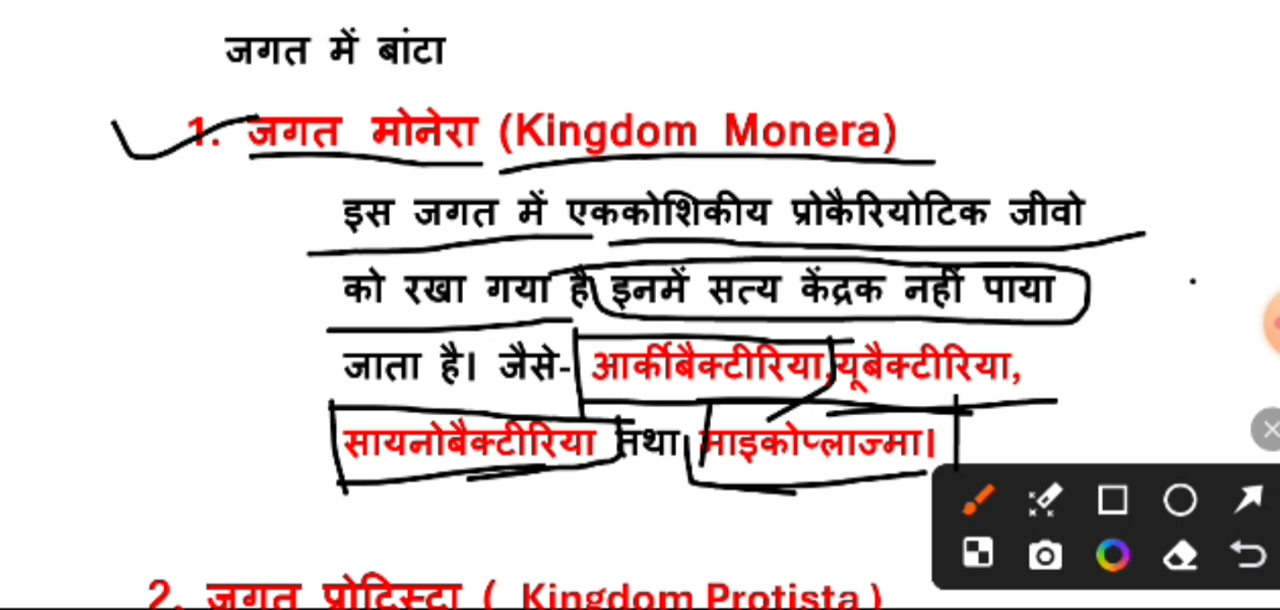 जगत में बांटा
1. जगत मोनेरा (Kingdom Monera)
इस जगत में एककोशिकीय प्रोकैरियोटिक जीवो
को रखा गया है इनमें सत्य केंद्रक नहीं पाया
जाता है। जैसे- आर्कीबैक्टीरिया, यूबैक्टीरिया,
सायनोबैक्टीरिया तथा माइकोप्लाज्मा।
2. जगत प्रोटिस्टा ( Kingdom Protista )